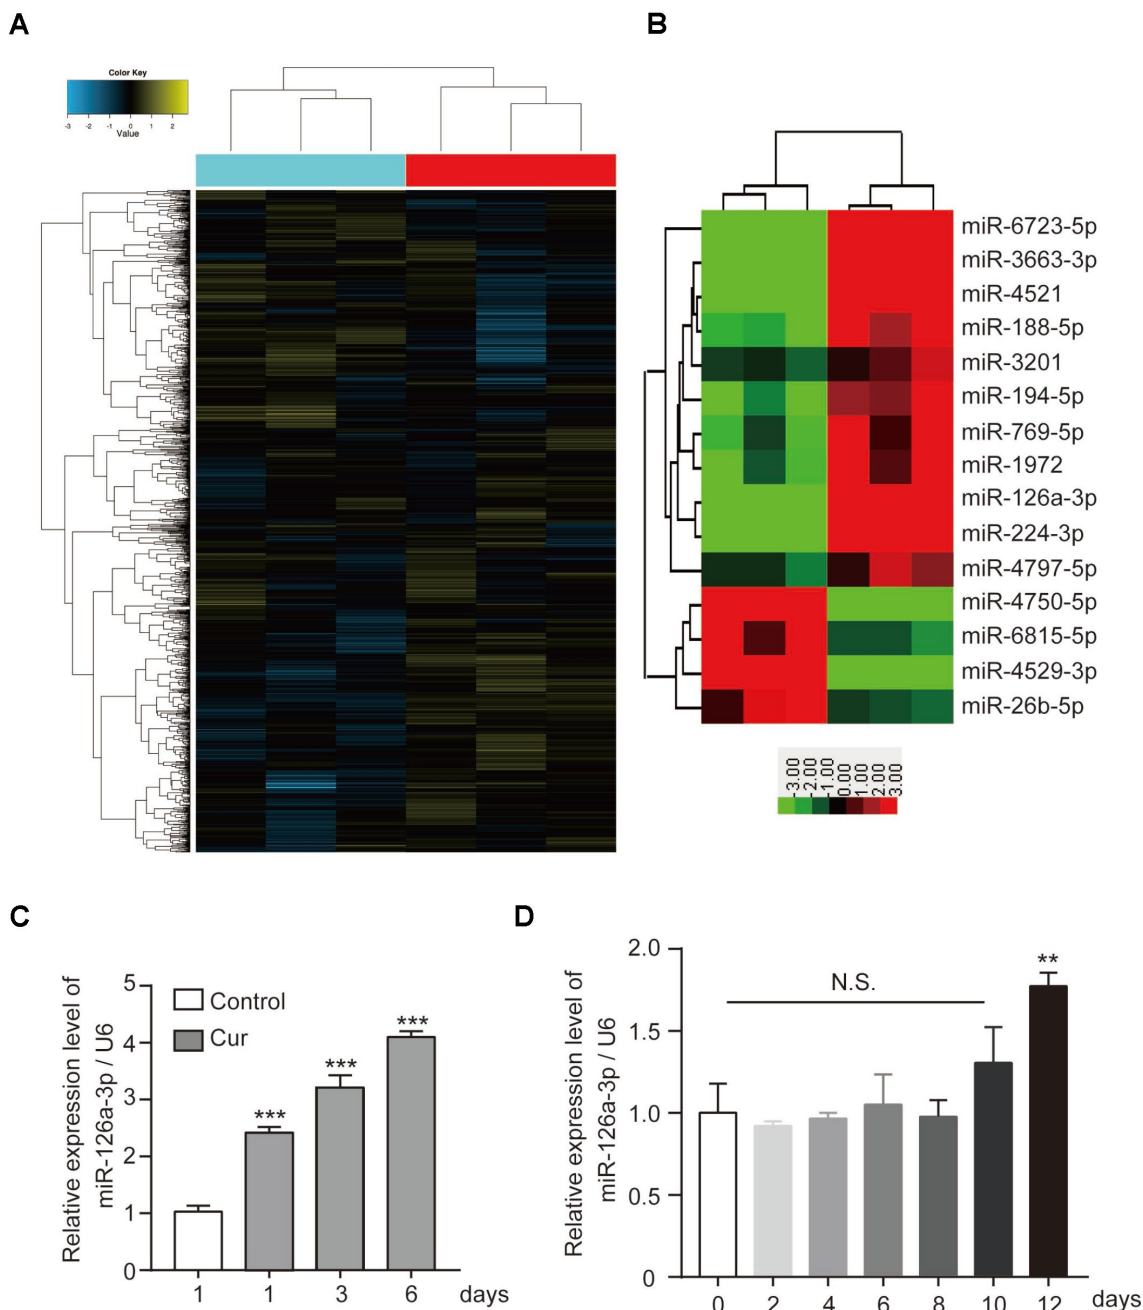 A
B
Color Key
-3 -2 -1 0 1 2
Value
miR-6723-5p
miR-3663-3p
miR-4521
miR-188-5p
miR-3201
miR-194-5p
miR-769-5p
miR-1972
miR-126a-3p
miR-224-3p
miR-4797-5p
miR-4750-5p
miR-6815-5p
miR-4529-3p
miR-26b-5p
-3.00
-2.00
-1.00
0.00
1.00
2.00
3.00
C
D
Relative expression level of
miR-126a-3p / U6
5
4
3
2
1
0
Control
Cur
***
***
***
1 1 3 6 days
Relative expression level of
miR-126a-3p / U6
2.0
1.5
1.0
0.5
0
N.S.
**
0 2 4 6 8 10 12 days